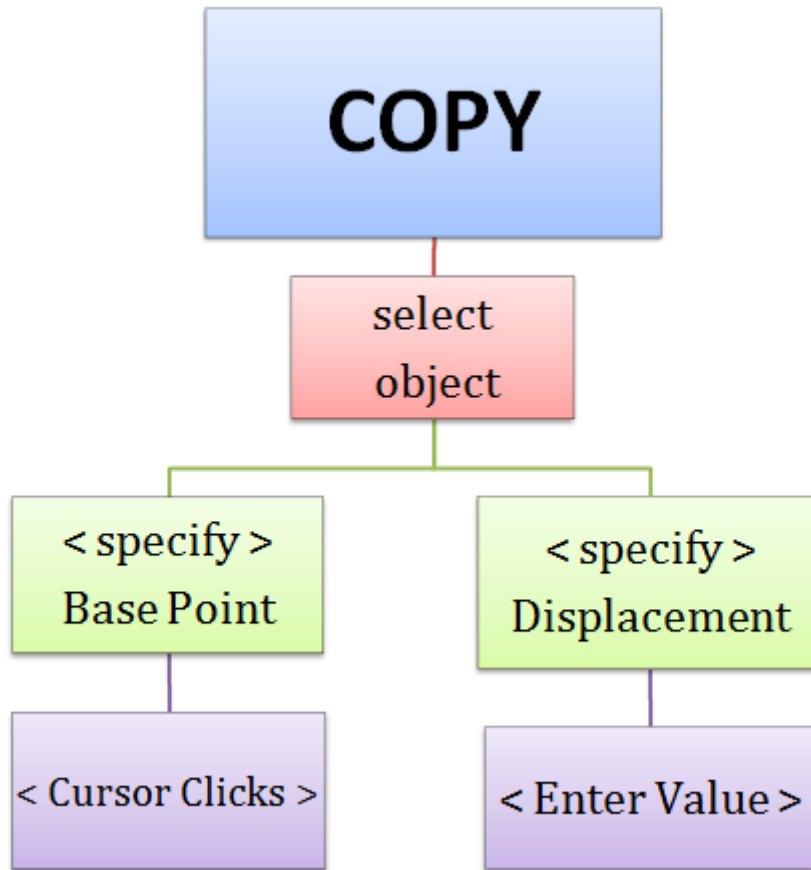 COPY
select
object
< specify >
Base Point
< specify >
Displacement
< Cursor Clicks >
< Enter Value >